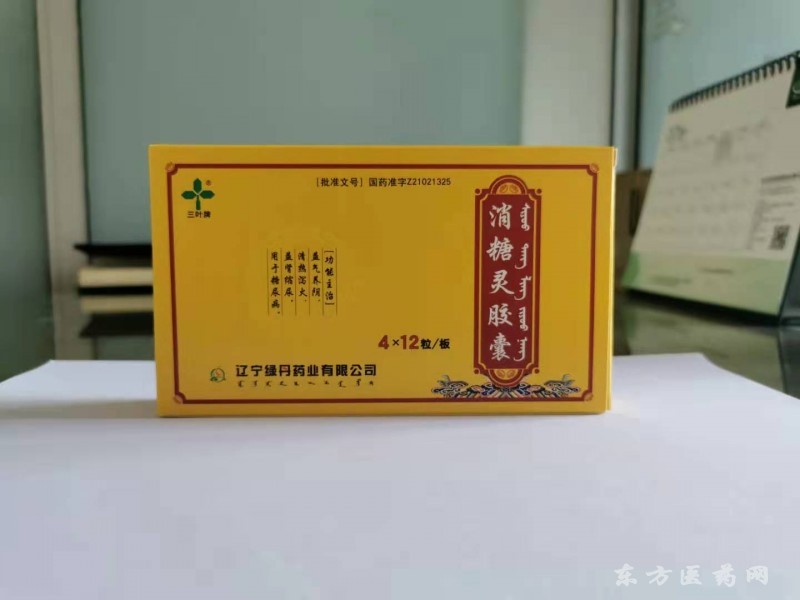 三叶牌
[批准文号] 国药准字Z21021325
消糖灵胶囊
[功能主治]
益气养阴,
清热泻火,
益肾缩尿。
用于糖尿病。
4×12粒/板
辽宁绿丹药业有限公司
东方医药网